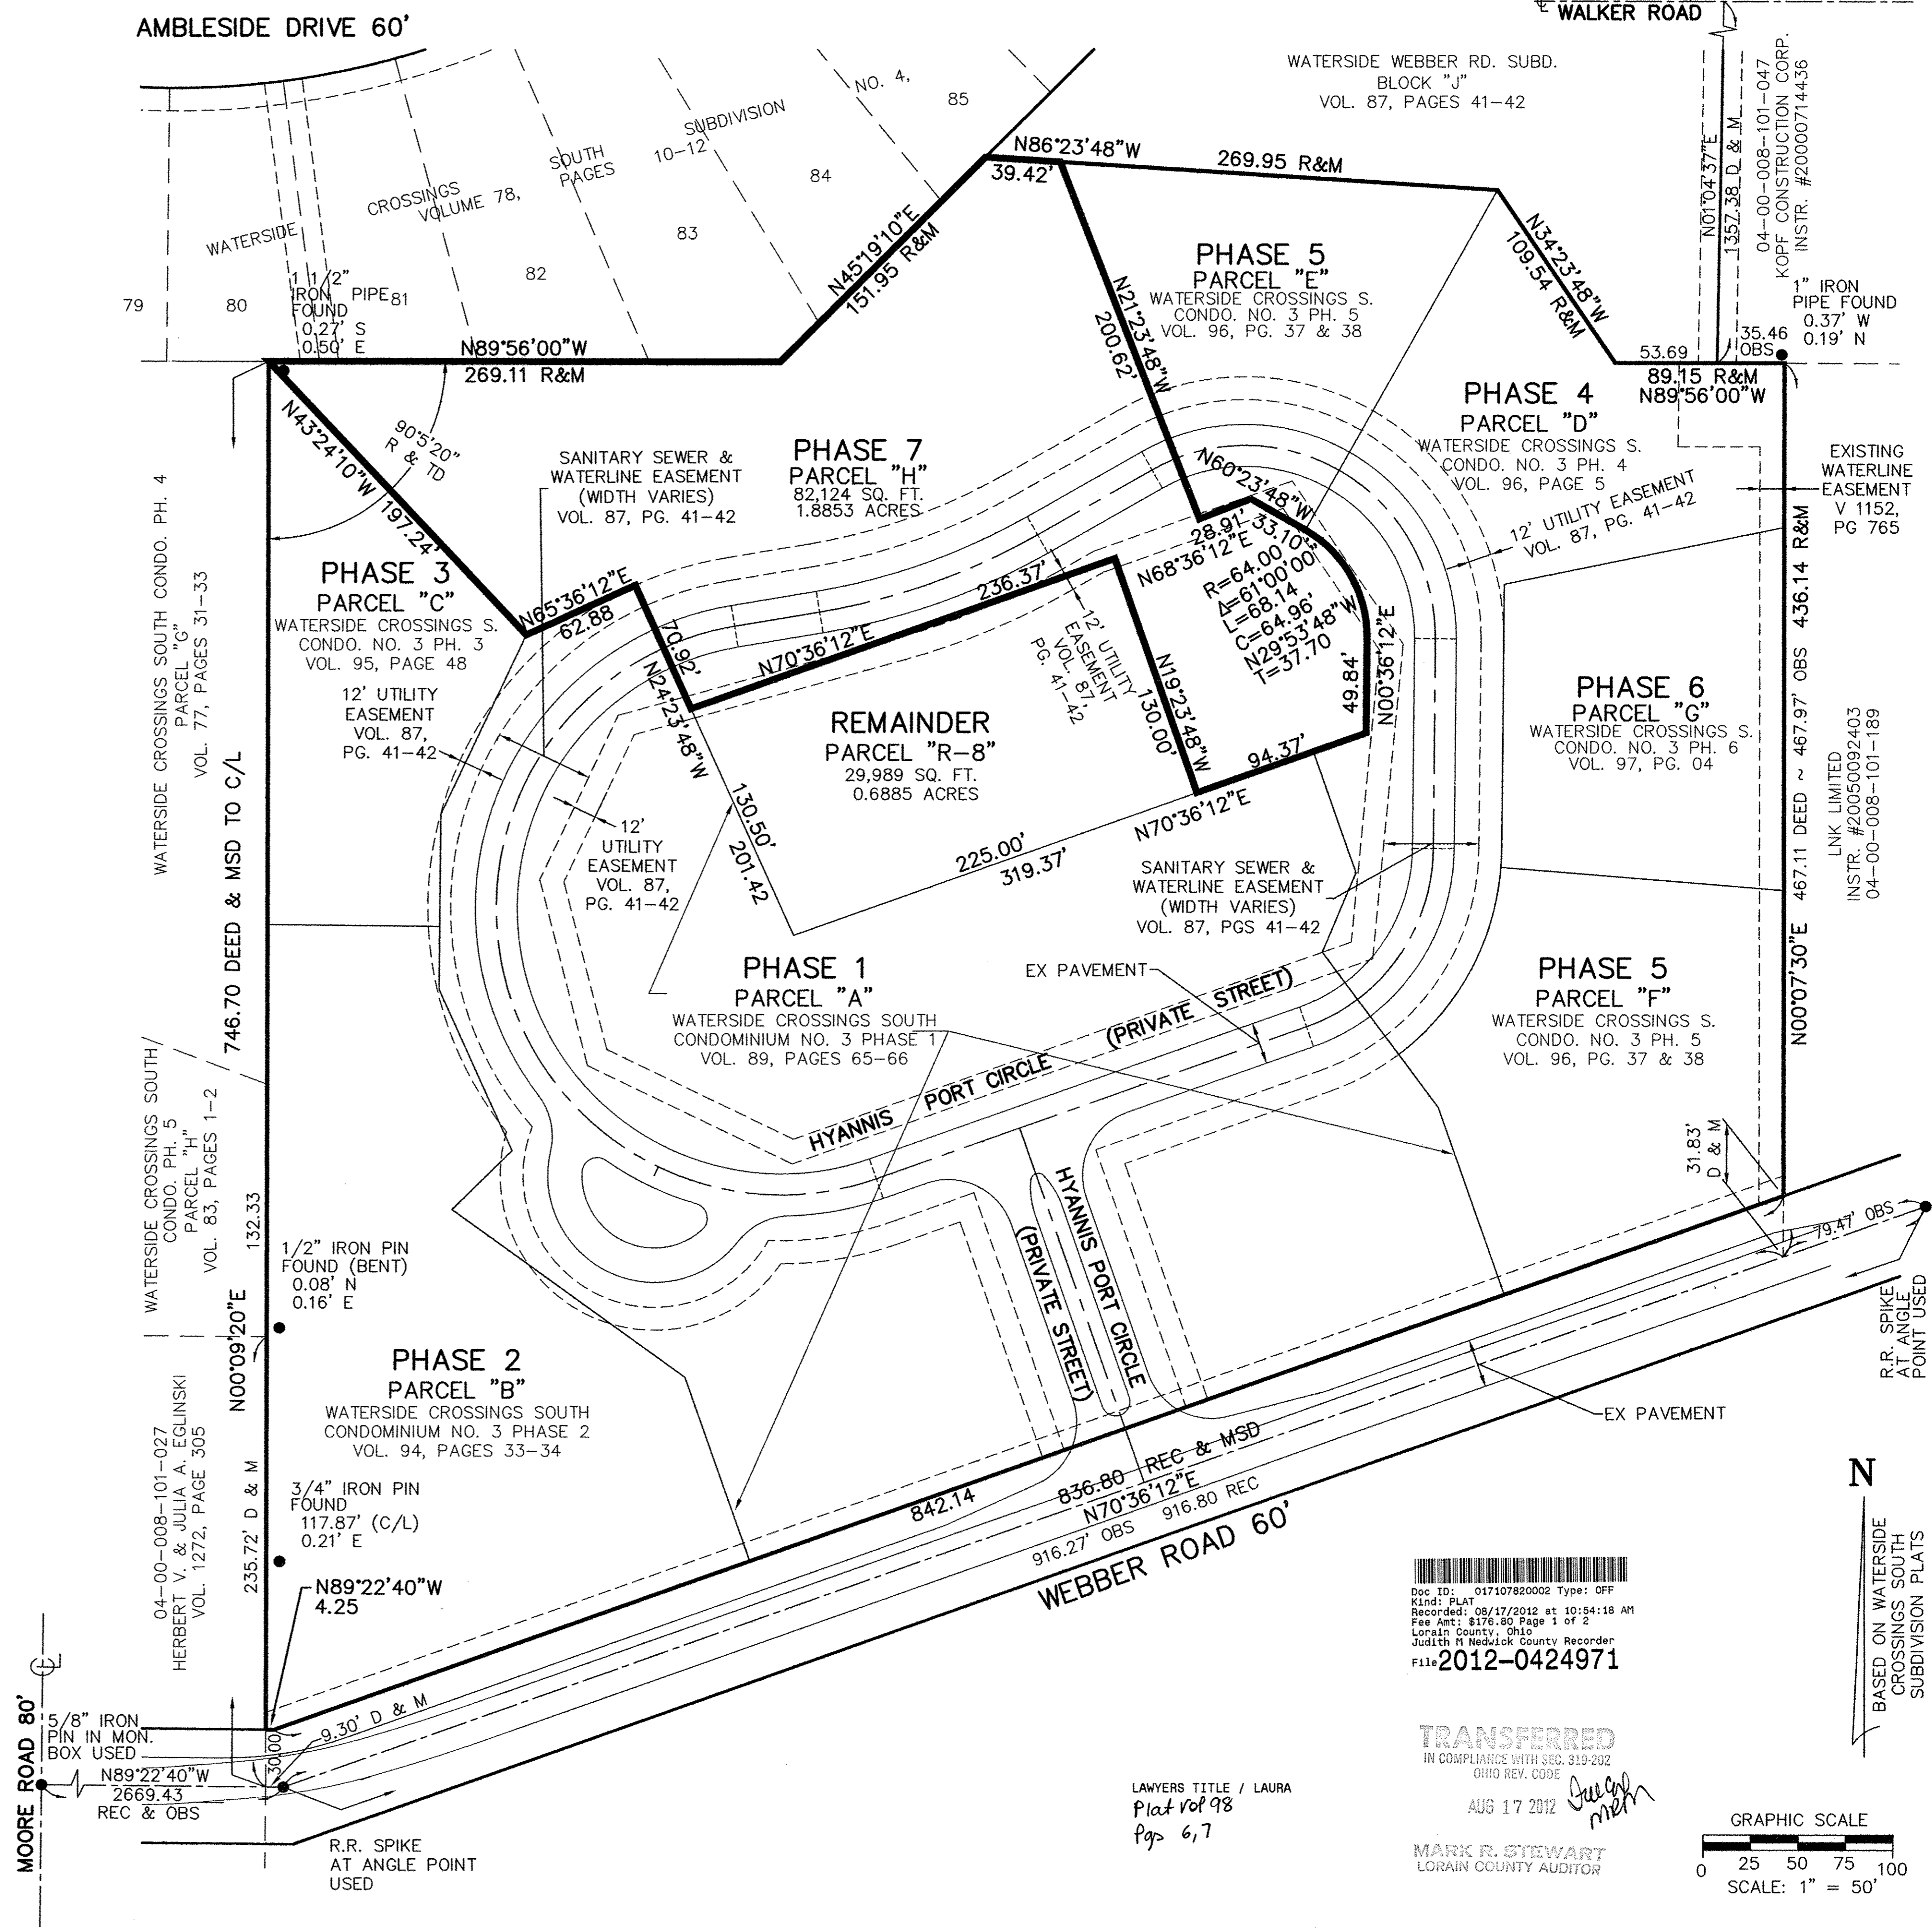 AMBLESIDE DRIVE 60'
℄ WALKER ROAD
WATERSIDE WEBBER RD. SUBD.
BLOCK "J"
VOL. 87, PAGES 41-42
N01°04'37"E
1357.38 D & M
04-00-008-101-047
KOPF CONSTRUCTION CORP.
INSTR. #20000714436
WATERSIDE CROSSINGS SOUTH SUBDIVISION NO. 4,
VOLUME 78, PAGES 10-12
79
80
81
82
83
84
85
1 1/2"
IRON PIPE
FOUND
0.27' S
0.50' E
N89°56'00"W
269.11 R&M
N45°19'10"E
151.95 R&M
N86°23'48"W
39.42'
269.95 R&M
N34°23'48"W
109.54 R&M
1" IRON
PIPE FOUND
0.37' W
0.19' N
53.69
35.46
OBS
89.15 R&M
N89°56'00"W
PHASE 5
PARCEL "E"
WATERSIDE CROSSINGS S.
CONDO. NO. 3 PH. 5
VOL. 96, PG. 37 & 38
N21°23'48"W
200.62'
PHASE 4
PARCEL "D"
WATERSIDE CROSSINGS S.
CONDO. NO. 3 PH. 4
VOL. 96, PAGE 5
12' UTILITY EASEMENT
VOL. 87, PG. 41-42
EXISTING
WATERLINE
EASEMENT
V 1152,
PG 765
N43°24'10"W 197.24'
90°5'20"
R & TD
SANITARY SEWER &
WATERLINE EASEMENT
(WIDTH VARIES)
VOL. 87, PG. 41-42
PHASE 7
PARCEL "H"
82,124 SQ. FT.
1.8853 ACRES
WATERSIDE CROSSINGS SOUTH CONDO. PH. 4
PARCEL "G"
VOL. 77, PAGES 31-33
PHASE 3
PARCEL "C"
WATERSIDE CROSSINGS S.
CONDO. NO. 3 PH. 3
VOL. 95, PAGE 48
12' UTILITY
EASEMENT
VOL. 87,
PG. 41-42
N65°36'12"E
62.88
70.92'
N24°23'48"W
N70°36'12"E
236.37'
12' UTILITY
EASEMENT
VOL. 87,
PG. 41-42
N60°23'48"W
33.10'
28.91'
N68°36'12"E
R=64.00
Δ=61°00'00"
L=68.14
C=64.96'
N29°53'48"W
T=37.70
N19°23'48"W
130.00'
49.84'
N0°36'12"E
94.37'
N70°36'12"E
REMAINDER
PARCEL "R-8"
29,989 SQ. FT.
0.6885 ACRES
130.50'
201.42
225.00'
319.37'
12'
UTILITY
EASEMENT
VOL. 87,
PG. 41-42
PHASE 6
PARCEL "G"
WATERSIDE CROSSINGS S.
CONDO. NO. 3 PH. 6
VOL. 97, PG. 04
N00°07'30"E 467.11 DEED ~ 467.97' OBS 436.14 R&M
LNK LIMITED
INSTR. #20050092403
04-00-008-101-189
SANITARY SEWER &
WATERLINE EASEMENT
(WIDTH VARIES)
VOL. 87, PGS 41-42
PHASE 1
PARCEL "A"
WATERSIDE CROSSINGS SOUTH
CONDOMINIUM NO. 3 PHASE 1
VOL. 89, PAGES 65-66
EX PAVEMENT
HYANNIS PORT CIRCLE (PRIVATE STREET)
PHASE 5
PARCEL "F"
WATERSIDE CROSSINGS S.
CONDO. NO. 3 PH. 5
VOL. 96, PG. 37 & 38
746.70 DEED & MSD TO C/L
WATERSIDE CROSSINGS SOUTH
CONDO. PH. 5
PARCEL "H"
VOL. 83, PAGES 1-2
132.33
N00°09'20"E
1/2" IRON PIN
FOUND (BENT)
0.08' N
0.16' E
HYANNIS PORT CIRCLE
(PRIVATE STREET)
31.83'
D & M
79.47' OBS
R.R. SPIKE
AT ANGLE
POINT USED
PHASE 2
PARCEL "B"
WATERSIDE CROSSINGS SOUTH
CONDOMINIUM NO. 3 PHASE 2
VOL. 94, PAGES 33-34
04-00-008-101-027
HERBERT V. & JULIA A. EGLINSKI
VOL. 1272, PAGE 305
235.72' D & M
3/4" IRON PIN
FOUND
117.87' (C/L)
0.21' E
N89°22'40"W
4.25
842.14
836.80 REC & MSD
N70°36'12"E
916.27' OBS 916.80 REC
WEBBER ROAD 60'
EX PAVEMENT
N
BASED ON WATERSIDE
CROSSINGS SOUTH
SUBDIVISION PLATS
Doc ID: 017107820002 Type: OFF
Kind: PLAT
Recorded: 08/17/2012 at 10:54:18 AM
Fee Amt: $176.80 Page 1 of 2
Lorain County, Ohio
Judith M Nedwick County Recorder
File 2012-0424971
MOORE ROAD 80'
℄
5/8" IRON
PIN IN MON.
BOX USED
N89°22'40"W
2669.43
REC & OBS
30.00
9.30' D & M
R.R. SPIKE
AT ANGLE POINT
USED
LAWYERS TITLE / LAURA
Plat vol 98
Pgs 6,7
TRANSFERRED
IN COMPLIANCE WITH SEC. 319-202
OHIO REV. CODE
AUG 17 2012
MARK R. STEWART
LORAIN COUNTY AUDITOR
GRAPHIC SCALE
0 25 50 75 100
SCALE: 1" = 50'